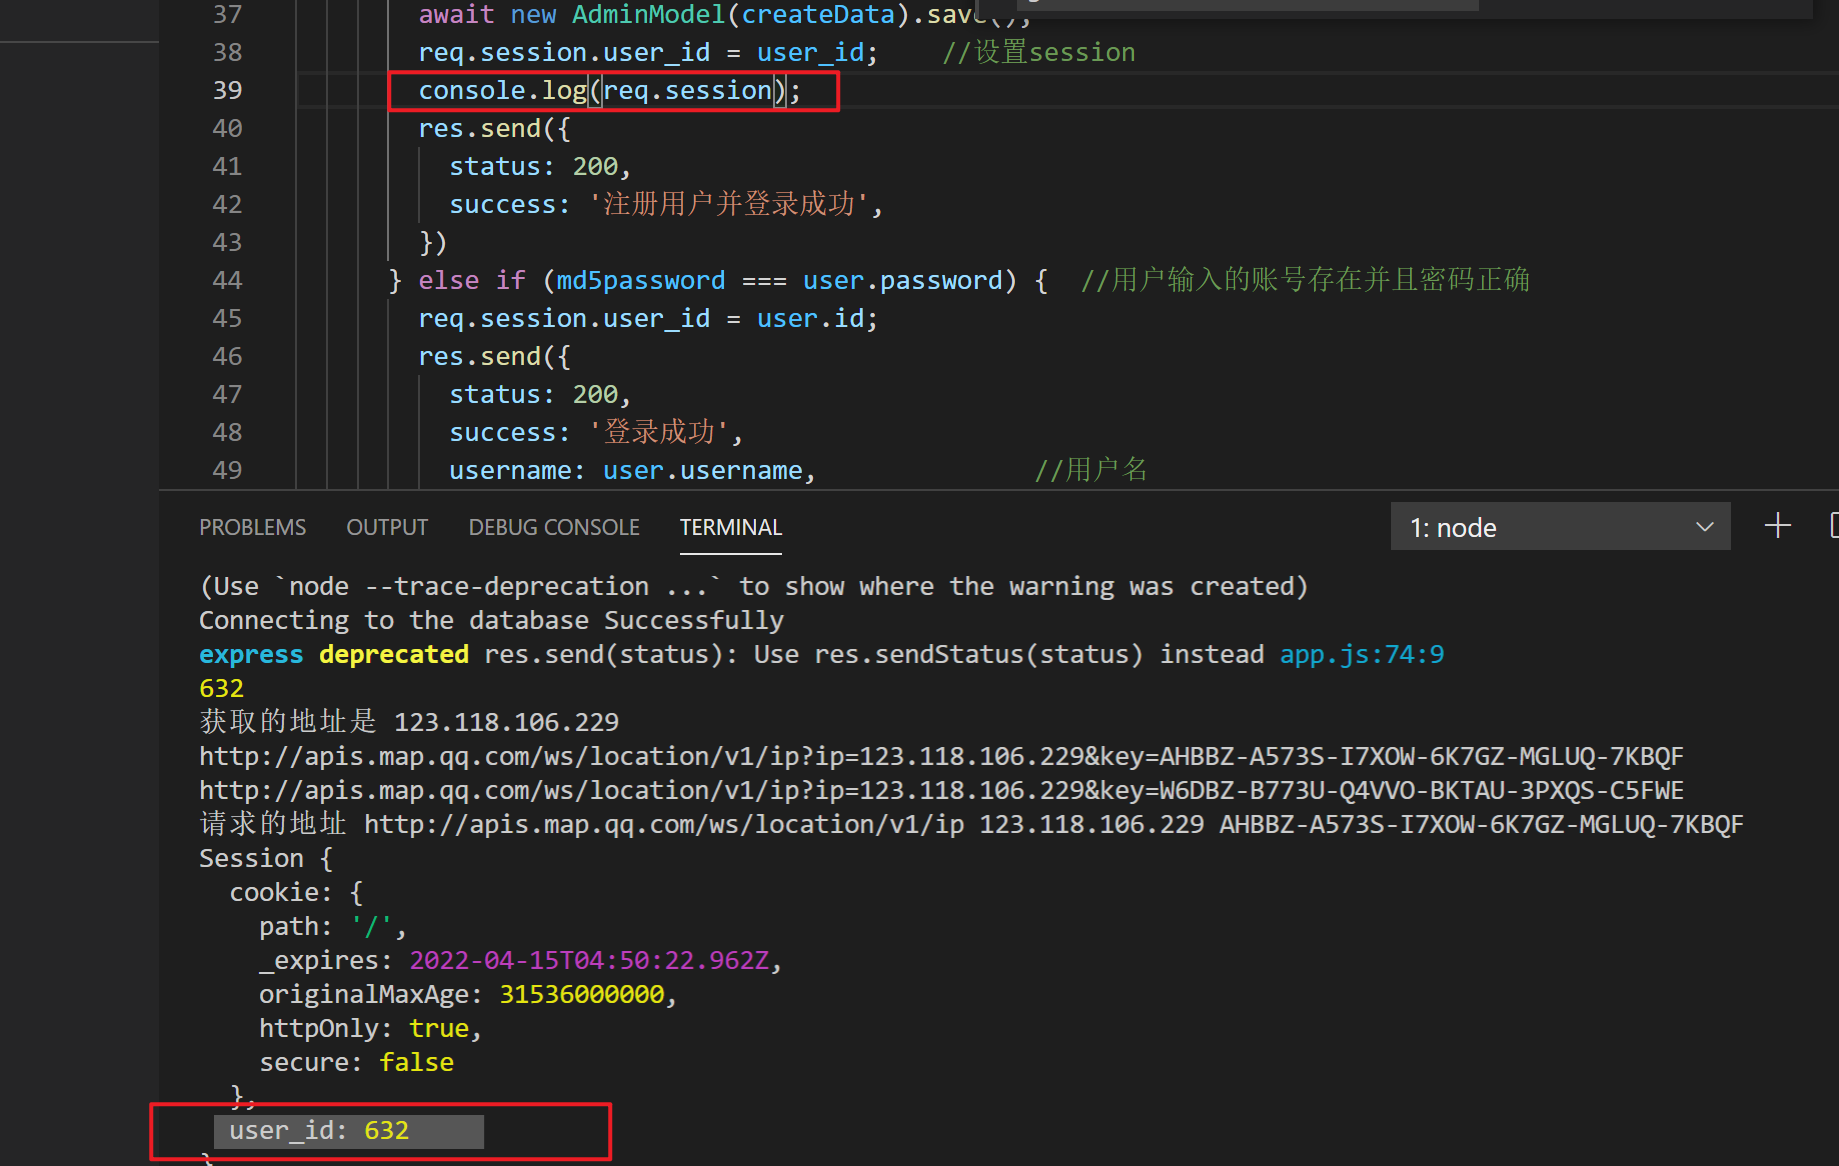 37 await new AdminModel(createData).save();
38 req.session.user_id = user_id; //设置session
39 console.log(req.session);
40 res.send({
41 status: 200,
42 success: '注册用户并登录成功',
43 })
44 } else if (md5password === user.password) { //用户输入的账号存在并且密码正确
45 req.session.user_id = user.id;
46 res.send({
47 status: 200,
48 success: '登录成功',
49 username: user.username, //用户名
PROBLEMS OUTPUT DEBUG CONSOLE TERMINAL 1: node
(Use `node --trace-deprecation ...` to show where the warning was created)
Connecting to the database Successfully
express deprecated res.send(status): Use res.sendStatus(status) instead app.js:74:9
632
获取的地址是 123.118.106.229
http://apis.map.qq.com/ws/location/v1/ip?ip=123.118.106.229&key=AHBBZ-A573S-I7XOW-6K7GZ-MGLUQ-7KBQF
http://apis.map.qq.com/ws/location/v1/ip?ip=123.118.106.229&key=W6DBZ-B773U-Q4VVO-BKTAU-3PXQS-C5FWE
请求的地址 http://apis.map.qq.com/ws/location/v1/ip 123.118.106.229 AHBBZ-A573S-I7XOW-6K7GZ-MGLUQ-7KBQF
Session {
cookie: {
path: '/',
_expires: 2022-04-15T04:50:22.962Z,
originalMaxAge: 31536000000,
httpOnly: true,
secure: false
},
user_id: 632
}